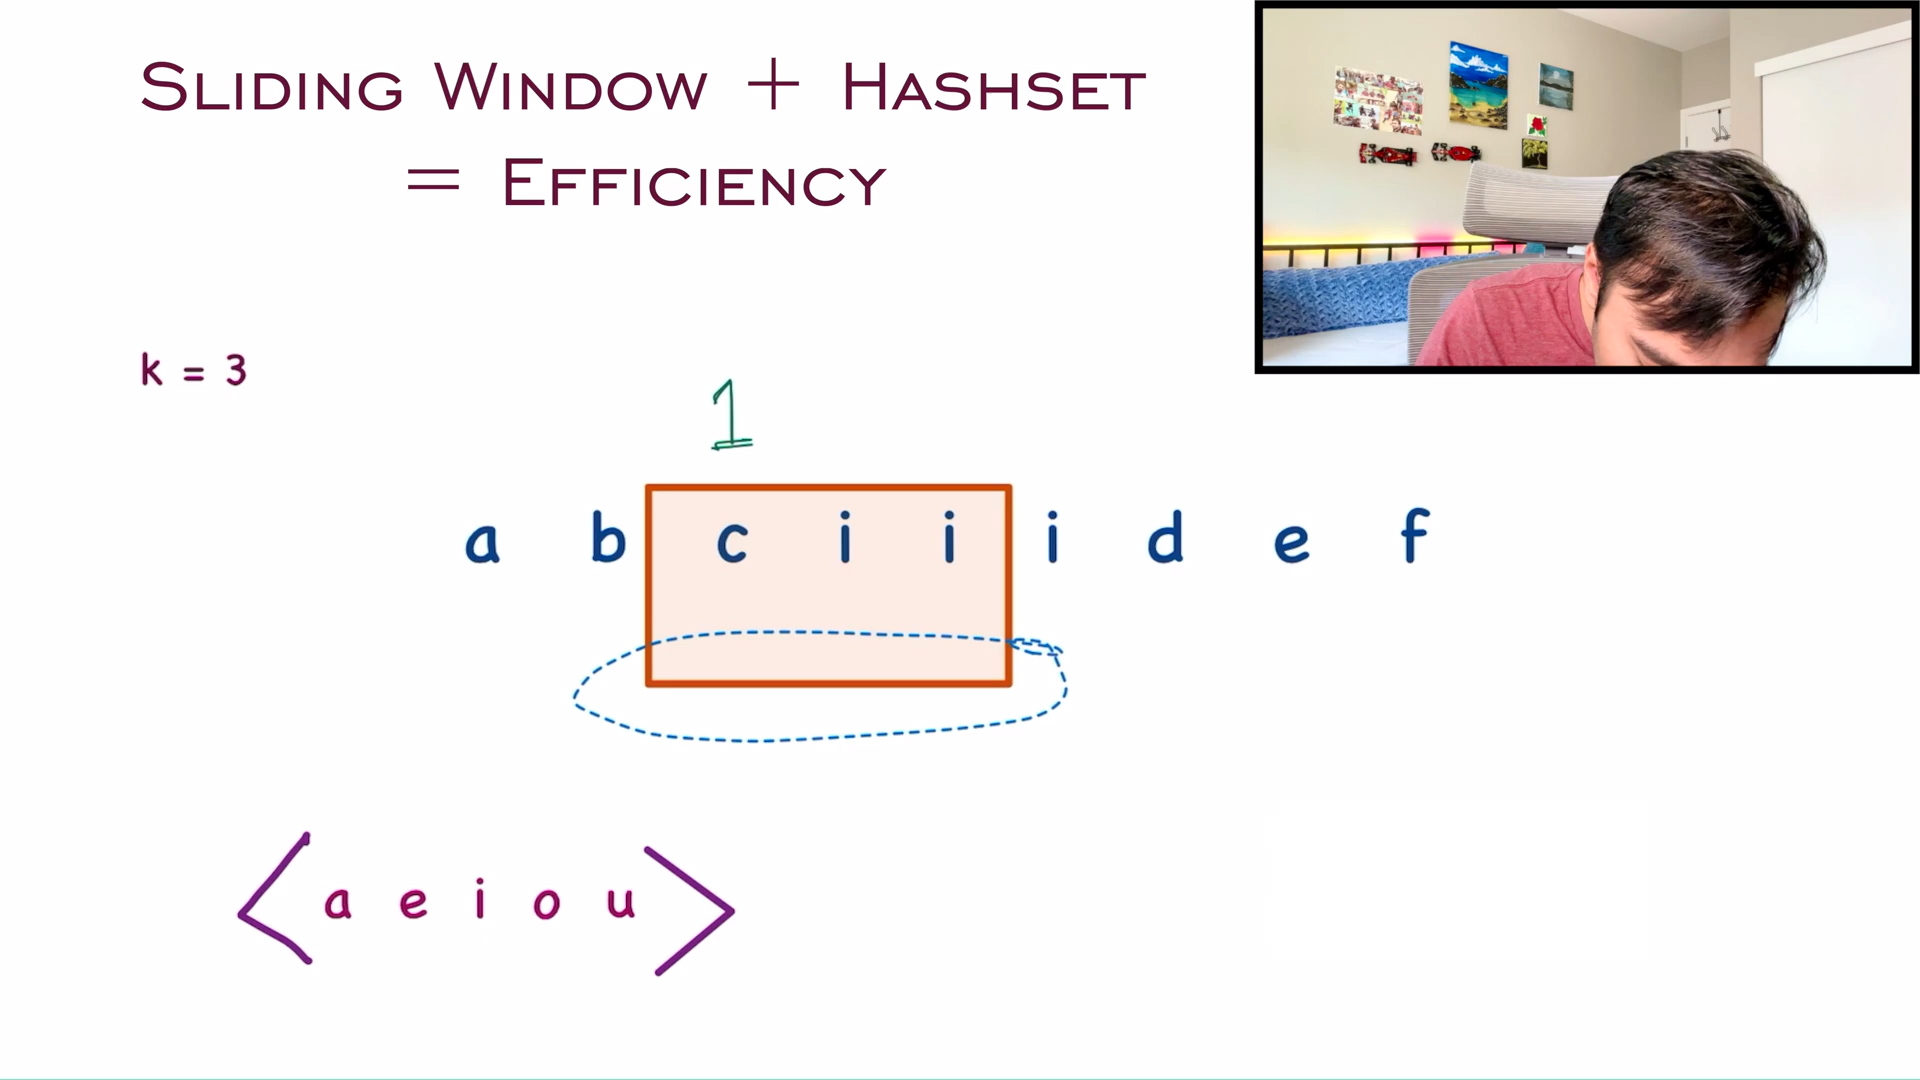 SLIDING WINDOW + HASHSET
= EFFICIENCY
k = 3
1
a b c i i i d e f
< a e i o u >